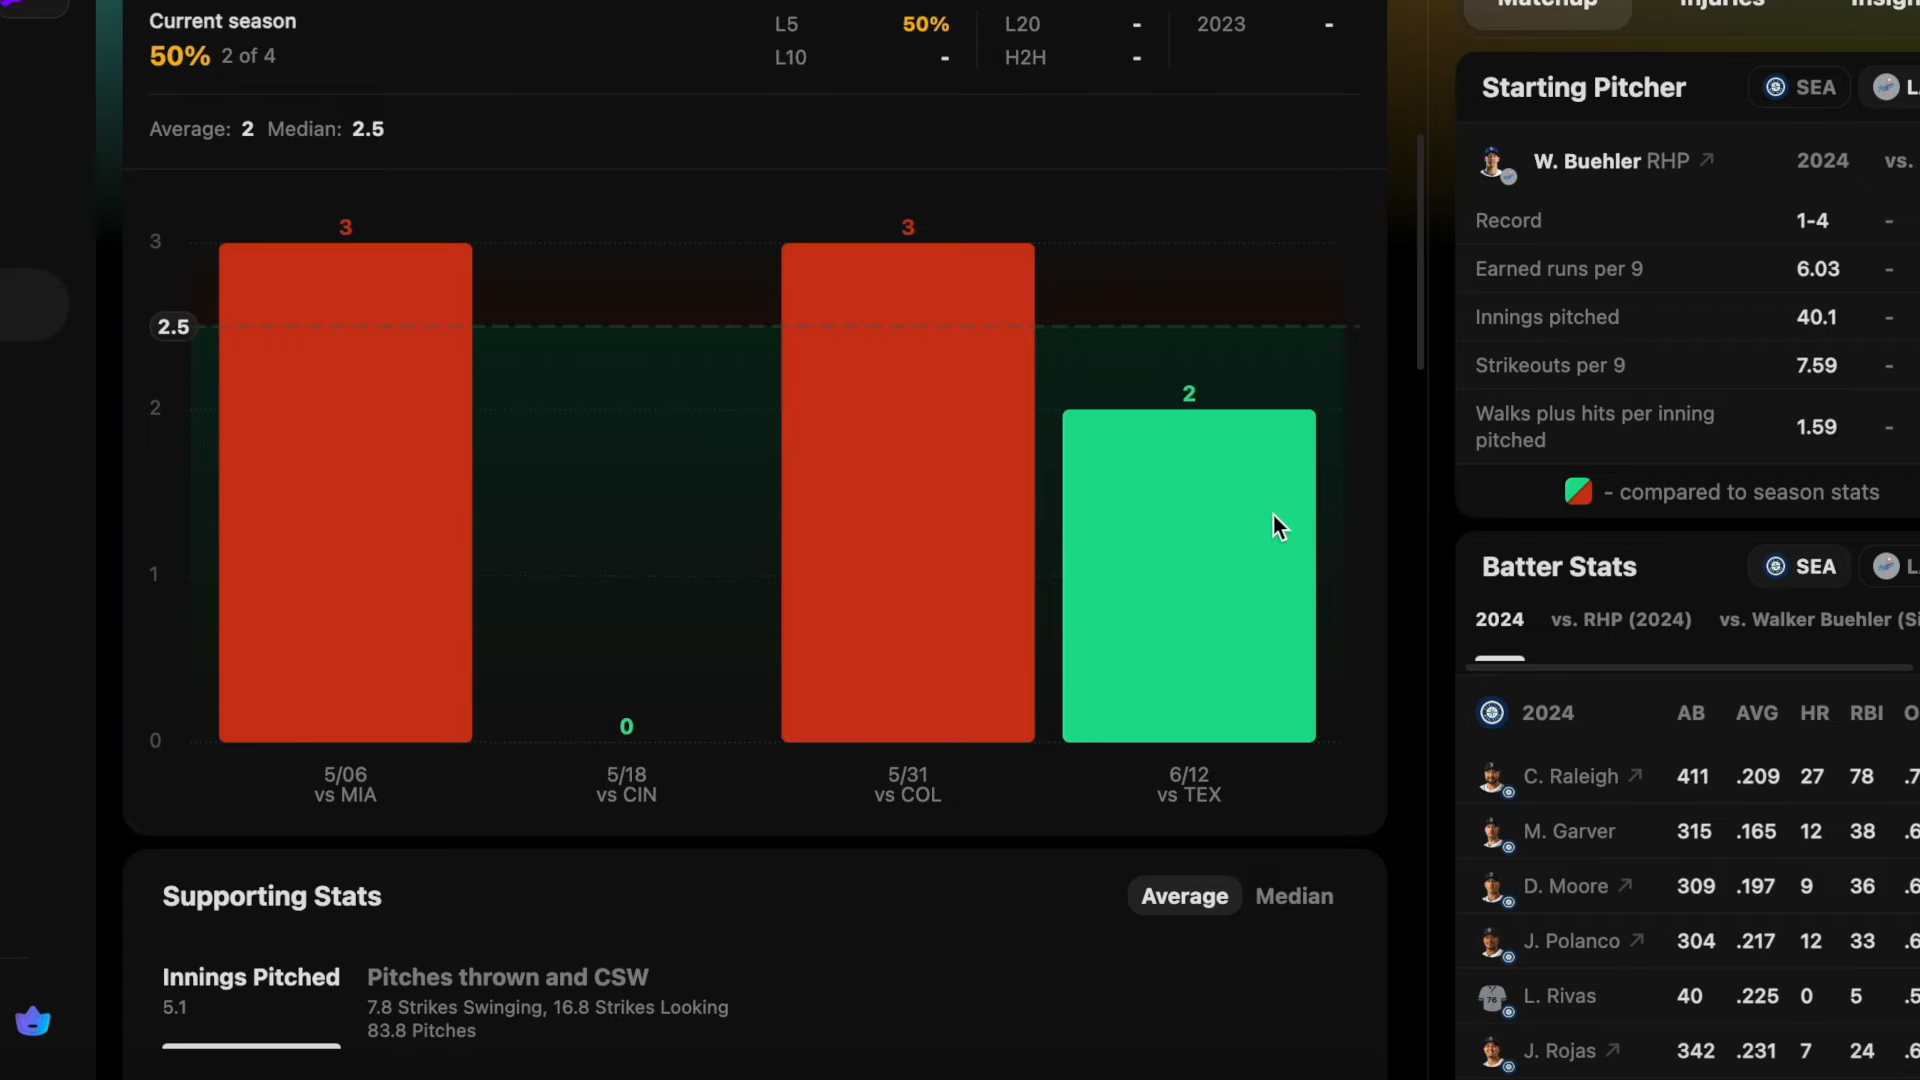 Current season
50% 2 of 4
L5 50%
L10 -
L20 -
H2H -
2023 -
Average: 2 Median: 2.5
3
2.5
2
1
0
3
0
3
2
5/06
vs MIA
5/18
vs CIN
5/31
vs COL
6/12
vs TEX
Supporting Stats
Average Median
Innings Pitched
5.1
Pitches thrown and CSW
7.8 Strikes Swinging, 16.8 Strikes Looking
83.8 Pitches
Matchup Injuries
Starting Pitcher SEA
W. Buehler RHP 2024 vs.
Record 1-4 -
Earned runs per 9 6.03 -
Innings pitched 40.1 -
Strikeouts per 9 7.59 -
Walks plus hits per inning
pitched 1.59 -
- compared to season stats
Batter Stats SEA
2024 vs. RHP (2024) vs. Walker Buehler
2024 AB AVG HR RBI
C. Raleigh 411 .209 27 78
M. Garver 315 .165 12 38
D. Moore 309 .197 9 36
J. Polanco 304 .217 12 33
76
L. Rivas 40 .225 0 5
J. Rojas 342 .231 7 24